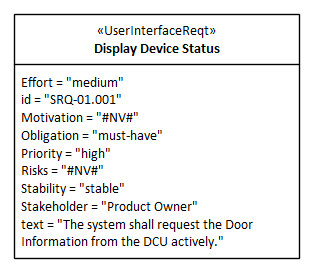 «UserInterfaceReqt»
Display Device Status
Effort = "medium"
id = "SRQ-01.001"
Motivation = "#NV#"
Obligation = "must-have"
Priority = "high"
Risks = "#NV#"
Stability = "stable"
Stakeholder = "Product Owner"
text = "The system shall request the Door
Information from the DCU actively."